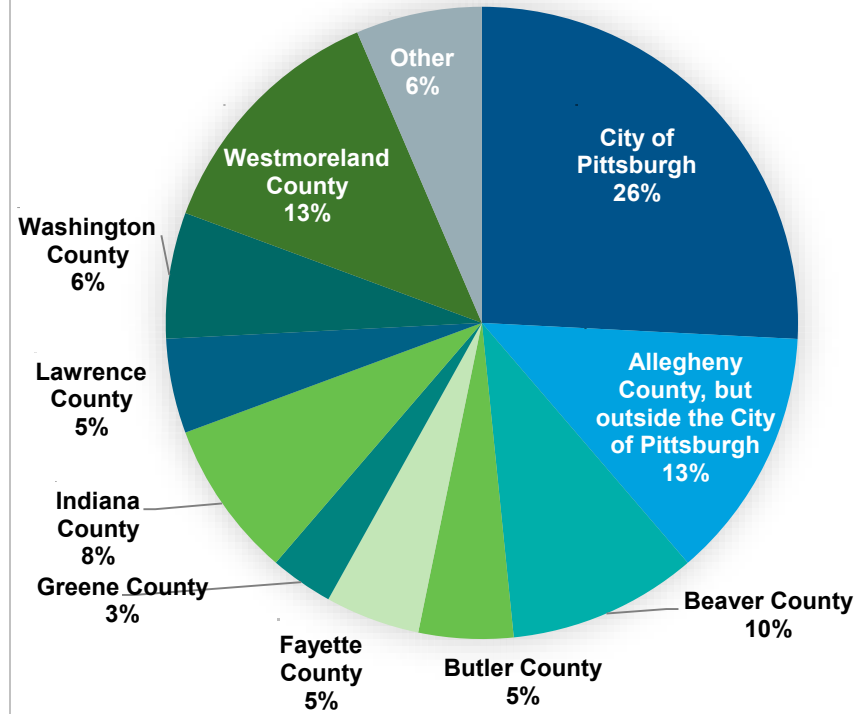 Other
6%
City of
Pittsburgh
26%
Westmoreland
County
13%
Washington
County
6%
Allegheny
County, but
outside the City
of Pittsburgh
13%
Lawrence
County
5%
Indiana
County
8%
Greene County
3%
Beaver County
10%
Fayette
County
5%
Butler County
5%